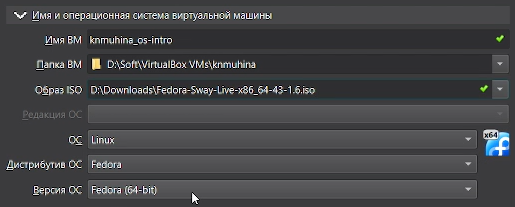 Имя и операционная система виртуальной машины
Имя ВМ knmuhina_os-intro
Папка ВМ D:\Soft\VirtualBox VMs\knmuhina
Образ ISO D:\Downloads\Fedora-Sway-Live-x86_64-43-1.6.iso
Редакция ОС
ОС Linux x64
Дистрибутив ОС Fedora
Версия ОС Fedora (64-bit)